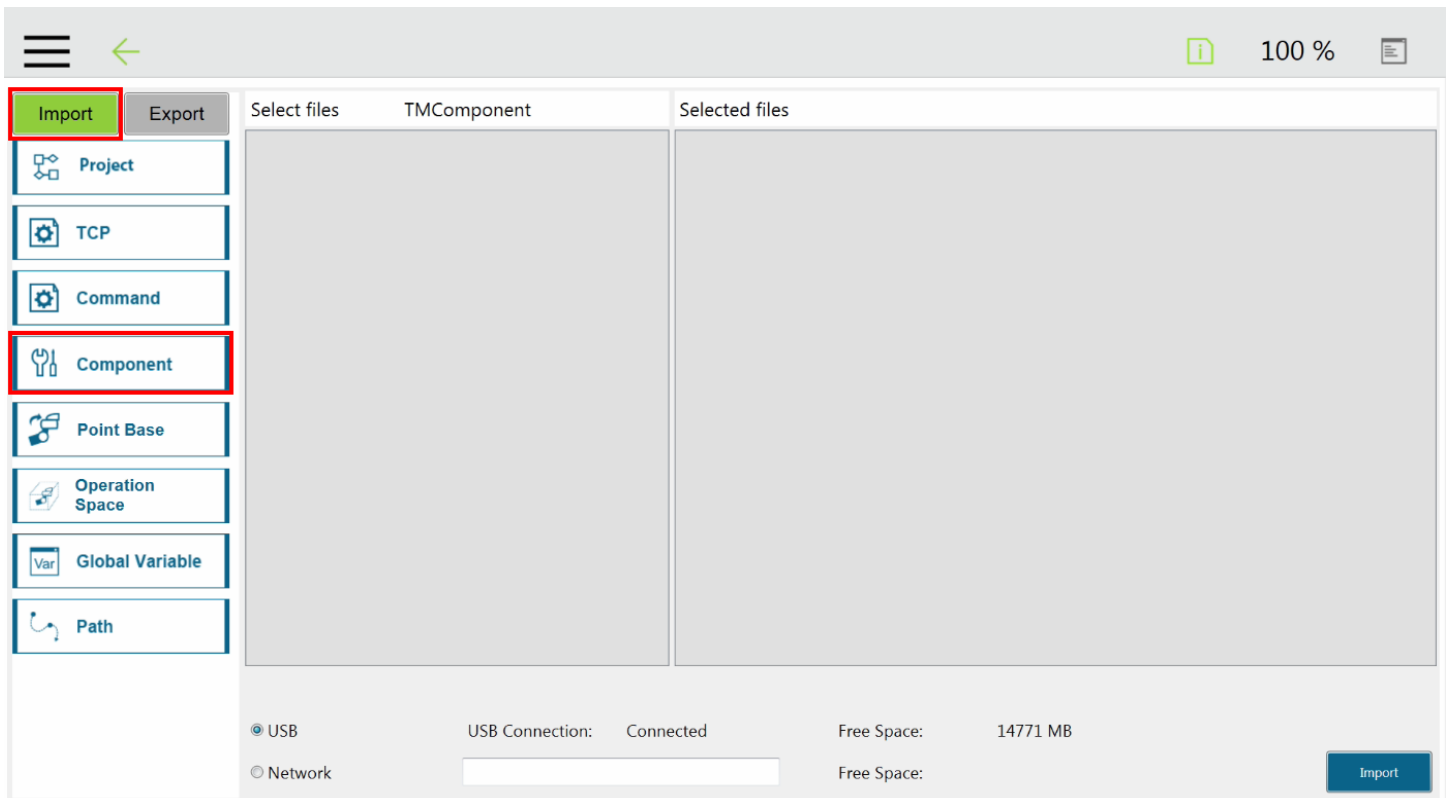 100 %
Import
Export
Select files
TMComponent
Selected files
Project
TCP
Command
Component
Point Base
Operation
Space
Var
Global Variable
Path
USB
USB Connection:
Connected
Free Space:
14771 MB
Network
Free Space:
Import